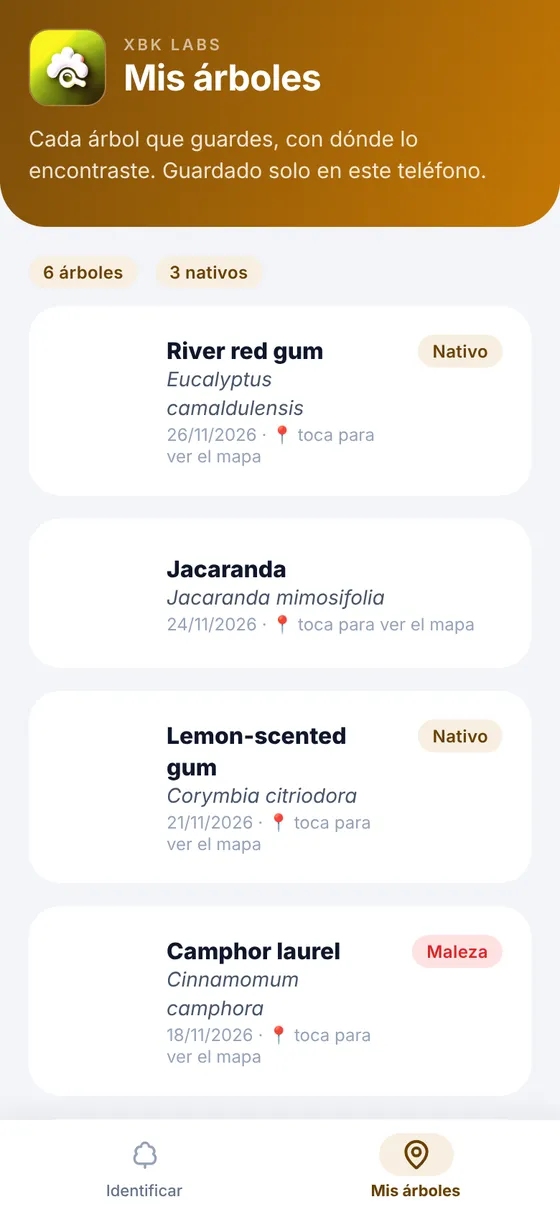 XBK LABS
Mis árboles
Cada árbol que guardes, con dónde lo
encontraste. Guardado solo en este teléfono.
6 árboles
3 nativos
River red gum
Nativo
Eucalyptus
camaldulensis
26/11/2026 · 📍 toca para
ver el mapa
Jacaranda
Jacaranda mimosifolia
24/11/2026 · 📍 toca para ver el mapa
Lemon-scented
gum
Nativo
Corymbia citriodora
21/11/2026 · 📍 toca para
ver el mapa
Camphor laurel
Maleza
Cinnamomum
camphora
18/11/2026 · 📍 toca para
ver el mapa
Identificar
Mis árboles